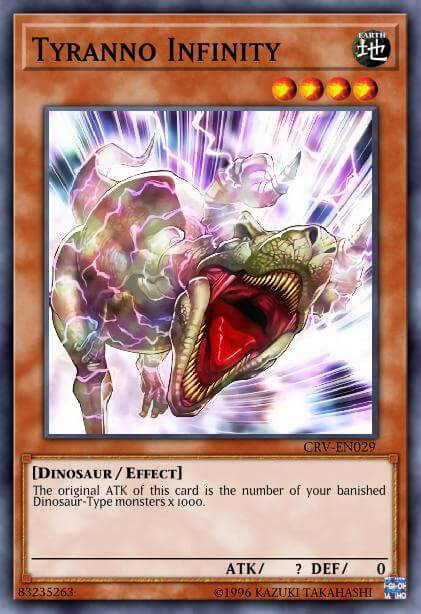 Tyranno Infinity
EARTH
地
CRV-EN029
[Dinosaur / Effect]
The original ATK of this card is the number of your banished
Dinosaur-Type monsters x 1000.
ATK/ ? DEF/ 0
83235263
©1996 KAZUKI TAKAHASHI